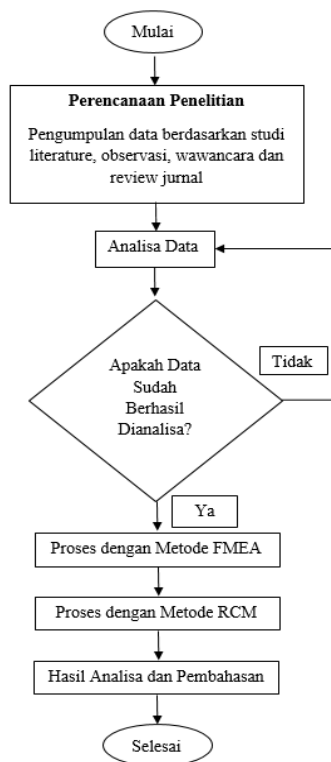 Mulai
Perencanaan Penitian
Pengumpulan data berdasarkan studi
literature, observasi, wawancara dan
review jurnal
Analisa Data
Apakah Data
Sudah
Berhasil
Dianalisa?
Tidak
Ya
Proses dengan Metode FMEA
Proses dengan Metode RCM
Hasil Analisa dan Pembahasan
Selesai